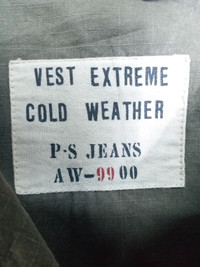 VEST EXTREME
COLD WEATHER
P-S JEANS
AW-9900